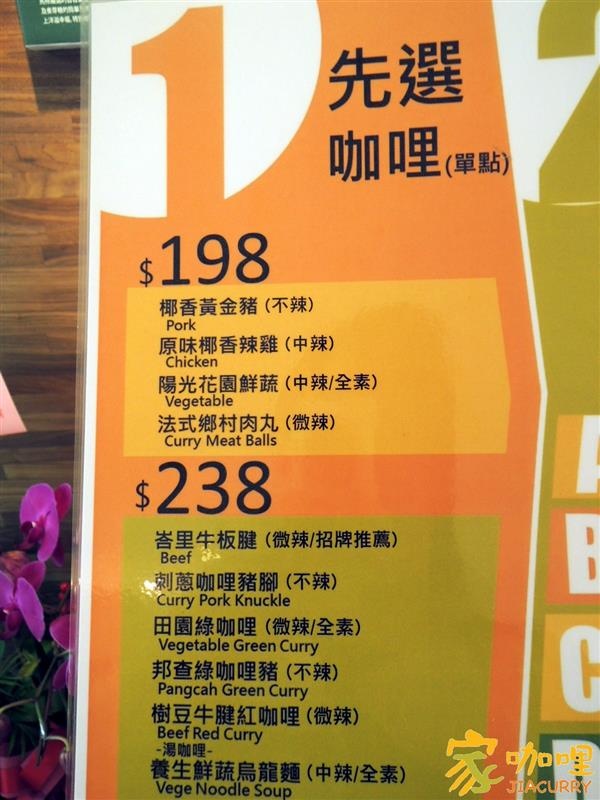 1
先選
咖哩(單點)
$198
椰香黃金豬(不辣)
Pork
原味椰香辣雞(中辣)
Chicken
陽光花園鮮蔬(中辣/全素)
Vegetable
法式鄉村肉丸(微辣)
Curry Meat Balls
$238
峇里牛板腱(微辣/招牌推薦)
Beef
刺蔥咖哩豬腳(不辣)
Curry Pork Knuckle
田園綠咖哩(微辣/全素)
Vegetable Green Curry
邦查綠咖哩豬(不辣)
Pangcah Green Curry
樹豆牛腱紅咖哩(微辣)
Beef Red Curry
-湯咖哩-
養生鮮蔬烏龍麵(中辣/全素)
Vege Noodle Soup
2
A
B
C
家咖哩
JIACURRY